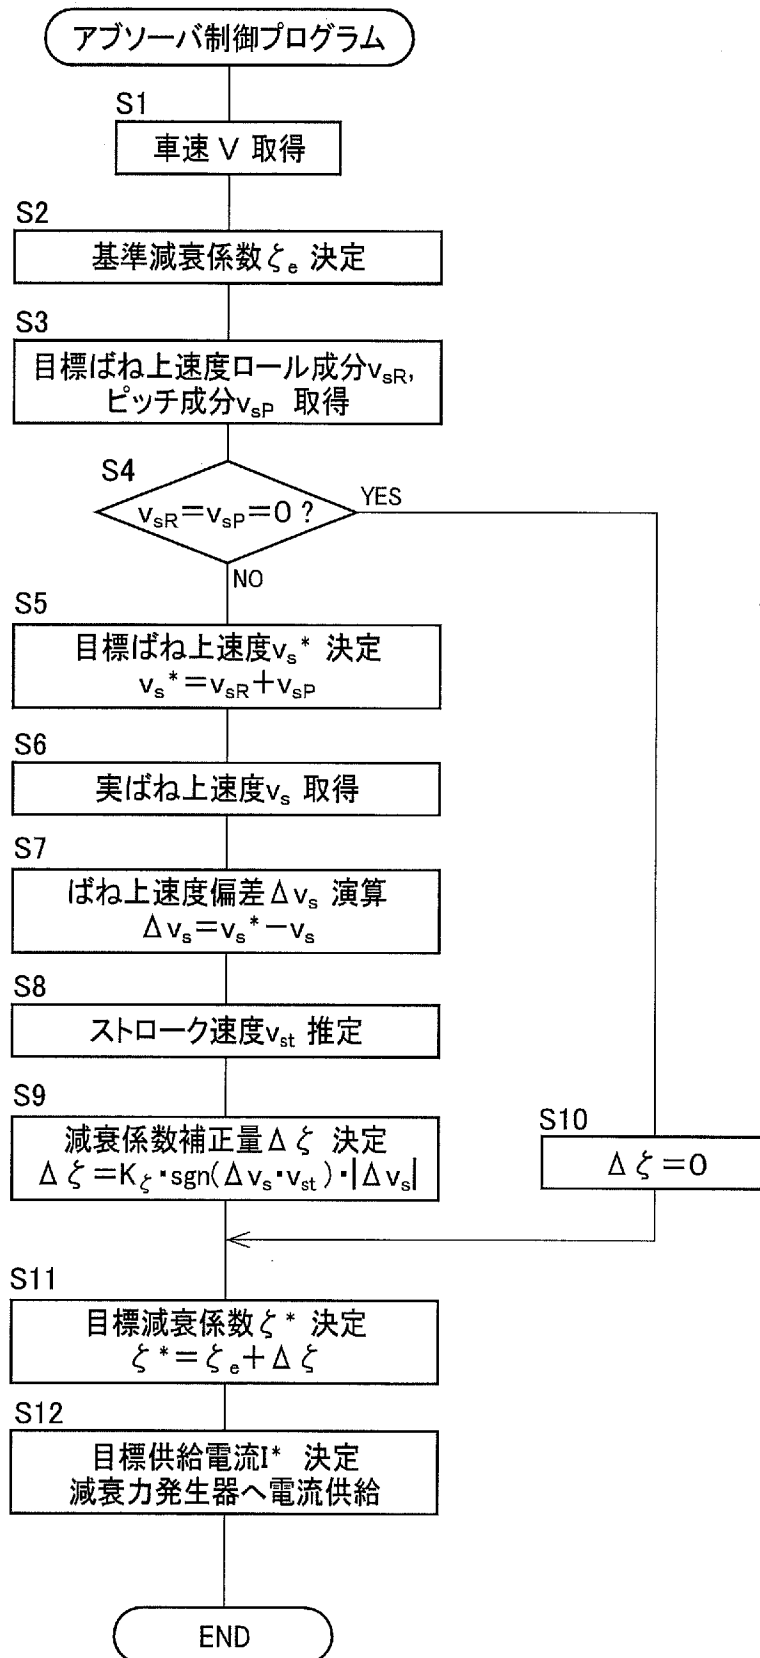 アブソーバ制御プログラム
S1
車速 V 取得
S2
基準減衰係数ζe 決定
S3
目標ばね上速度ロール成分vsR,
ピッチ成分vsP 取得
S4
vsR=vsP=0 ?
YES
NO
S5
目標ばね上速度vs* 決定
vs*=vsR+vsP
S6
実ばね上速度vs 取得
S7
ばね上速度偏差Δvs 演算
Δvs=vs*−vs
S8
ストローク速度vst 推定
S9
減衰係数補正量Δζ 決定
Δζ=Kζ・sgn(Δvs・vst)・|Δvs|
S10
Δζ=0
S11
目標減衰係数ζ* 決定
ζ*=ζe+Δζ
S12
目標供給電流I* 決定
減衰力発生器へ電流供給
END